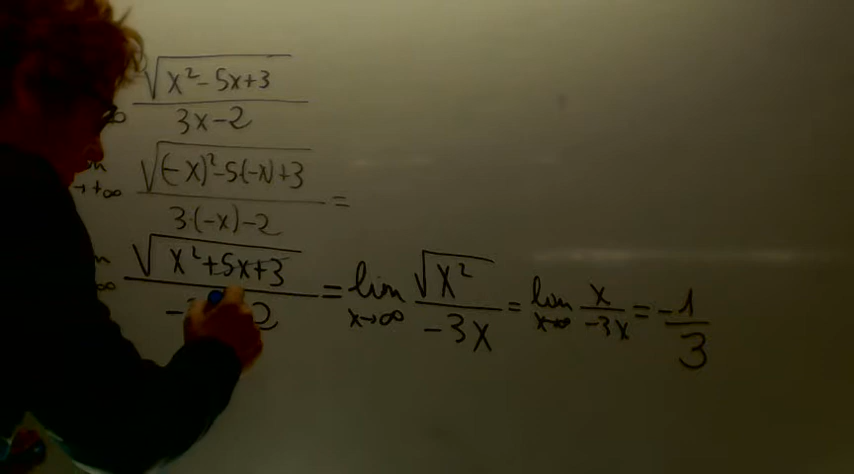 √(x²-5x+3) / (3x-2)
→+∞ √((-x)²-5(-x)+3) / (3·(-x)-2) =
∞ √(x²+5x+3) / - 2 = lim x→∞ √(x²) / (-3x) = lim x→∞ x / (-3x) = -1/3